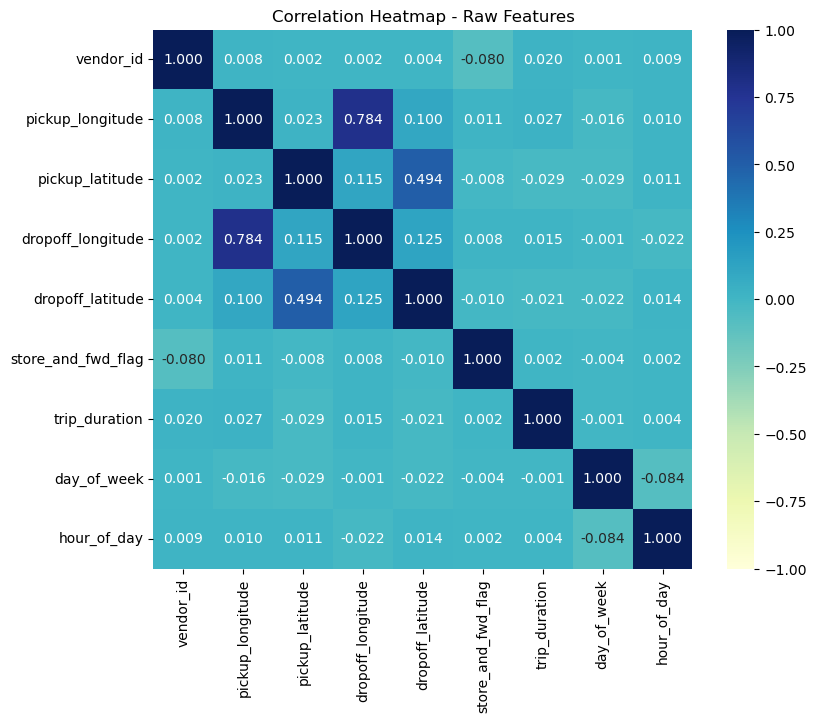 Correlation Heatmap - Raw Features
vendor_id 1.000 0.008 0.002 0.002 0.004 -0.080 0.020 0.001 0.009
pickup_longitude 0.008 1.000 0.023 0.784 0.100 0.011 0.027 -0.016 0.010
pickup_latitude 0.002 0.023 1.000 0.115 0.494 -0.008 -0.029 -0.029 0.011
dropoff_longitude 0.002 0.784 0.115 1.000 0.125 0.008 0.015 -0.001 -0.022
dropoff_latitude 0.004 0.100 0.494 0.125 1.000 -0.010 -0.021 -0.022 0.014
store_and_fwd_flag -0.080 0.011 -0.008 0.008 -0.010 1.000 0.002 -0.004 0.002
trip_duration 0.020 0.027 -0.029 0.015 -0.021 0.002 1.000 -0.001 0.004
day_of_week 0.001 -0.016 -0.029 -0.001 -0.022 -0.004 -0.001 1.000 -0.084
hour_of_day 0.009 0.010 0.011 -0.022 0.014 0.002 0.004 -0.084 1.000
vendor_id
pickup_longitude
pickup_latitude
dropoff_longitude
dropoff_latitude
store_and_fwd_flag
trip_duration
day_of_week
hour_of_day
1.00
0.75
0.50
0.25
0.00
−0.25
−0.50
−0.75
−1.00